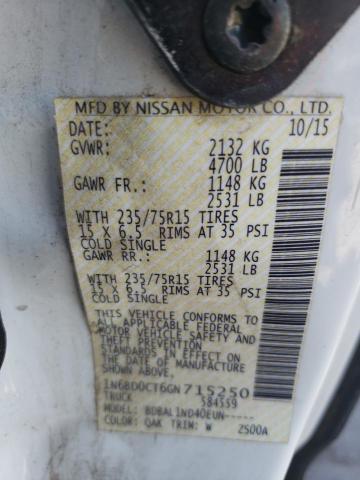 MFD BY NISSAN MOTOR CO., LTD.
DATE: 10/15
GVWR: 2132 KG
4700 LB
GAWR FR.: 1148 KG
2531 LB
WITH 235/75R15 TIRES
15 X 6.5 RIMS AT 35 PSI
COLD SINGLE
GAWR RR.: 1148 KG
2531 LB
WITH 235/75R15 TIRES
15 X 6.5 RIMS AT 35 PSI
COLD SINGLE
THIS VEHICLE CONFORMS
TO ALL APPLICABLE FEDERAL
MOTOR VEHICLE SAFETY AND
THEFT PREVENTION
STANDARDS IN EFFECT ON
THE DATE OF MANUFACTURE
SHOWN ABOVE.
1N6BD0CT6GN715250
TRUCK 584559
MODEL: BDBAL1ND40EUN-----
COLOR: QAK TRIM: W 2S00A